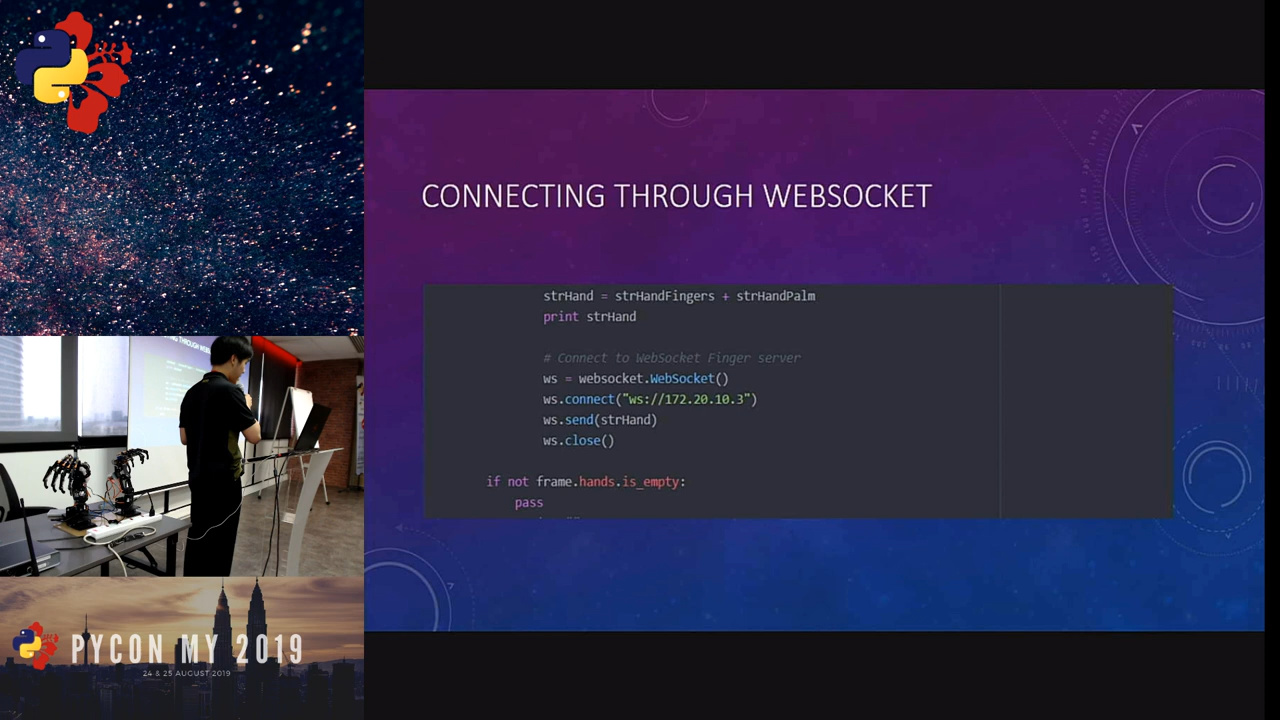 CONNECTING THROUGH WEBSOCKET
strHand = strHandFingers + strHandPalm
print strHand
# Connect to WebSocket Finger server
ws = websocket.WebSocket()
ws.connect("ws://172.20.10.3")
ws.send(strHand)
ws.close()
if not frame.hands.is_empty:
pass
PYCON MY 2019
24 & 25 AUGUST 2019